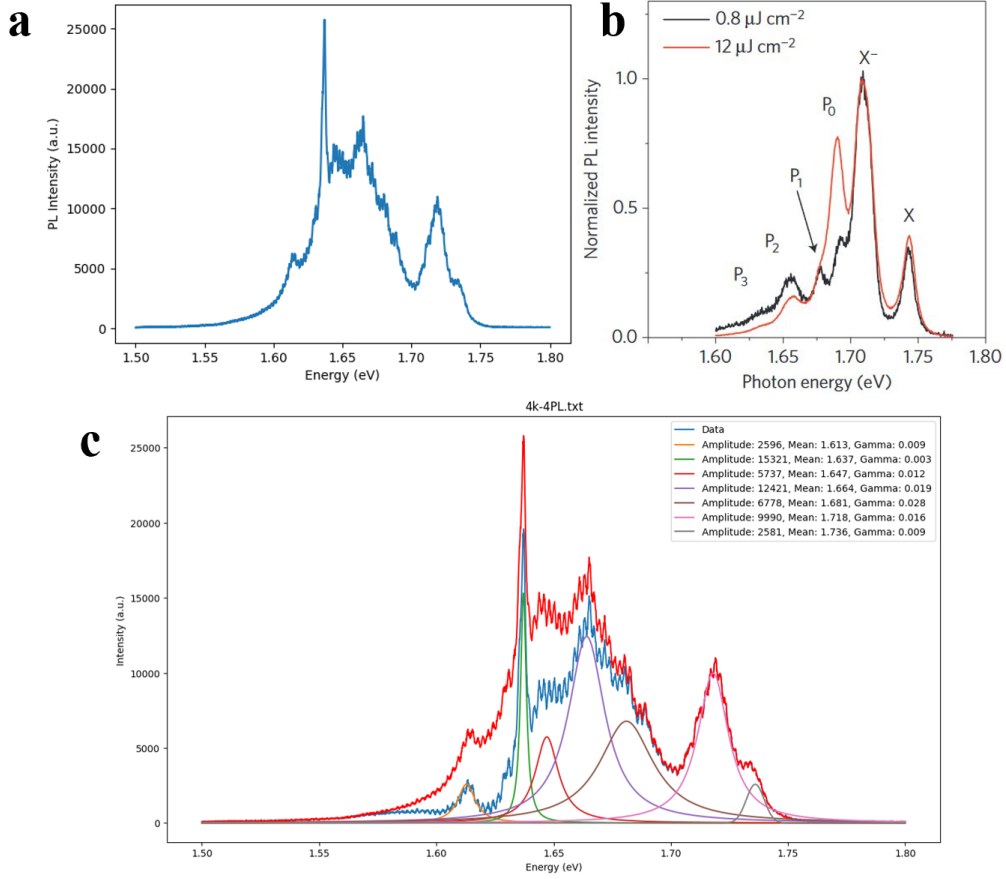 a
25000
20000
15000
10000
5000
0
PL Intensity (a.u.)
1.50
1.55
1.60
1.65
1.70
1.75
1.80
Energy (eV)
b
0.8 μJ cm⁻²
12 μJ cm⁻²
X⁻
P₀
P₁
P₂
P₃
X
1.0
0.5
0.0
Normalized PL intensity
1.60
1.65
1.70
1.75
1.80
Photon energy (eV)
c
4k-4PL.txt
Data
Amplitude: 2596, Mean: 1.613, Gamma: 0.009
Amplitude: 15321, Mean: 1.637, Gamma: 0.003
Amplitude: 5737, Mean: 1.647, Gamma: 0.012
Amplitude: 12421, Mean: 1.664, Gamma: 0.019
Amplitude: 6778, Mean: 1.681, Gamma: 0.028
Amplitude: 9990, Mean: 1.718, Gamma: 0.016
Amplitude: 2581, Mean: 1.736, Gamma: 0.009
25000
20000
15000
10000
5000
0
Intensity (a.u.)
1.50
1.55
1.60
1.65
1.70
1.75
1.80
Energy (eV)